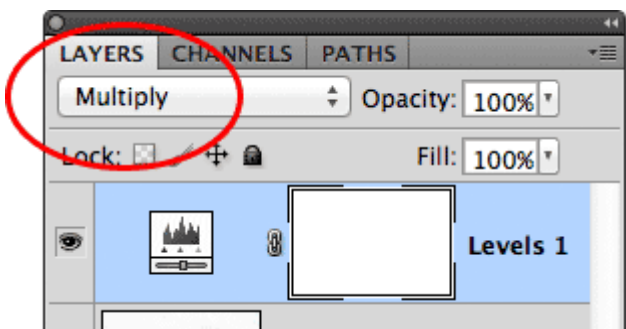 LAYERS CHANNELS PATHS
Multiply Opacity: 100%
Lock: Fill: 100%
Levels 1